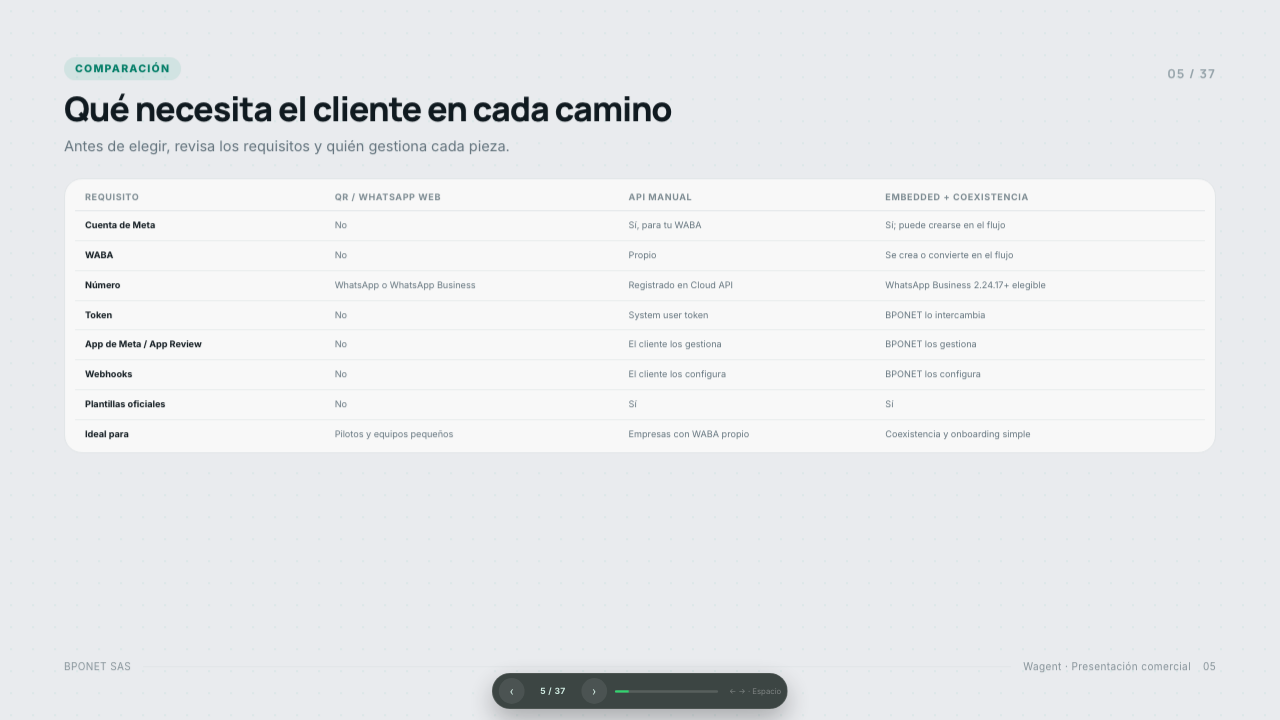 COMPARACIÓN
05 / 37
Qué necesita el cliente en cada camino
Antes de elegir, revisa los requisitos y quién gestiona cada pieza.
REQUISITO QR / WHATSAPP WEB API MANUAL EMBEDDED + COEXISTENCIA
Cuenta de Meta No Sí, para tu WABA Sí; puede crearse en el flujo
WABA No Propio Se crea o convierte en el flujo
Número WhatsApp o WhatsApp Business Registrado en Cloud API WhatsApp Business 2.24.17+ elegible
Token No System user token BPONET lo intercambia
App de Meta / App Review No El cliente los gestiona BPONET los gestiona
Webhooks No El cliente los configura BPONET los configura
Plantillas oficiales No Sí Sí
Ideal para Pilotos y equipos pequeños Empresas con WABA propio Coexistencia y onboarding simple
BPONET SAS
Wagent · Presentación comercial 05
‹ 5 / 37 › ← → · Espacio